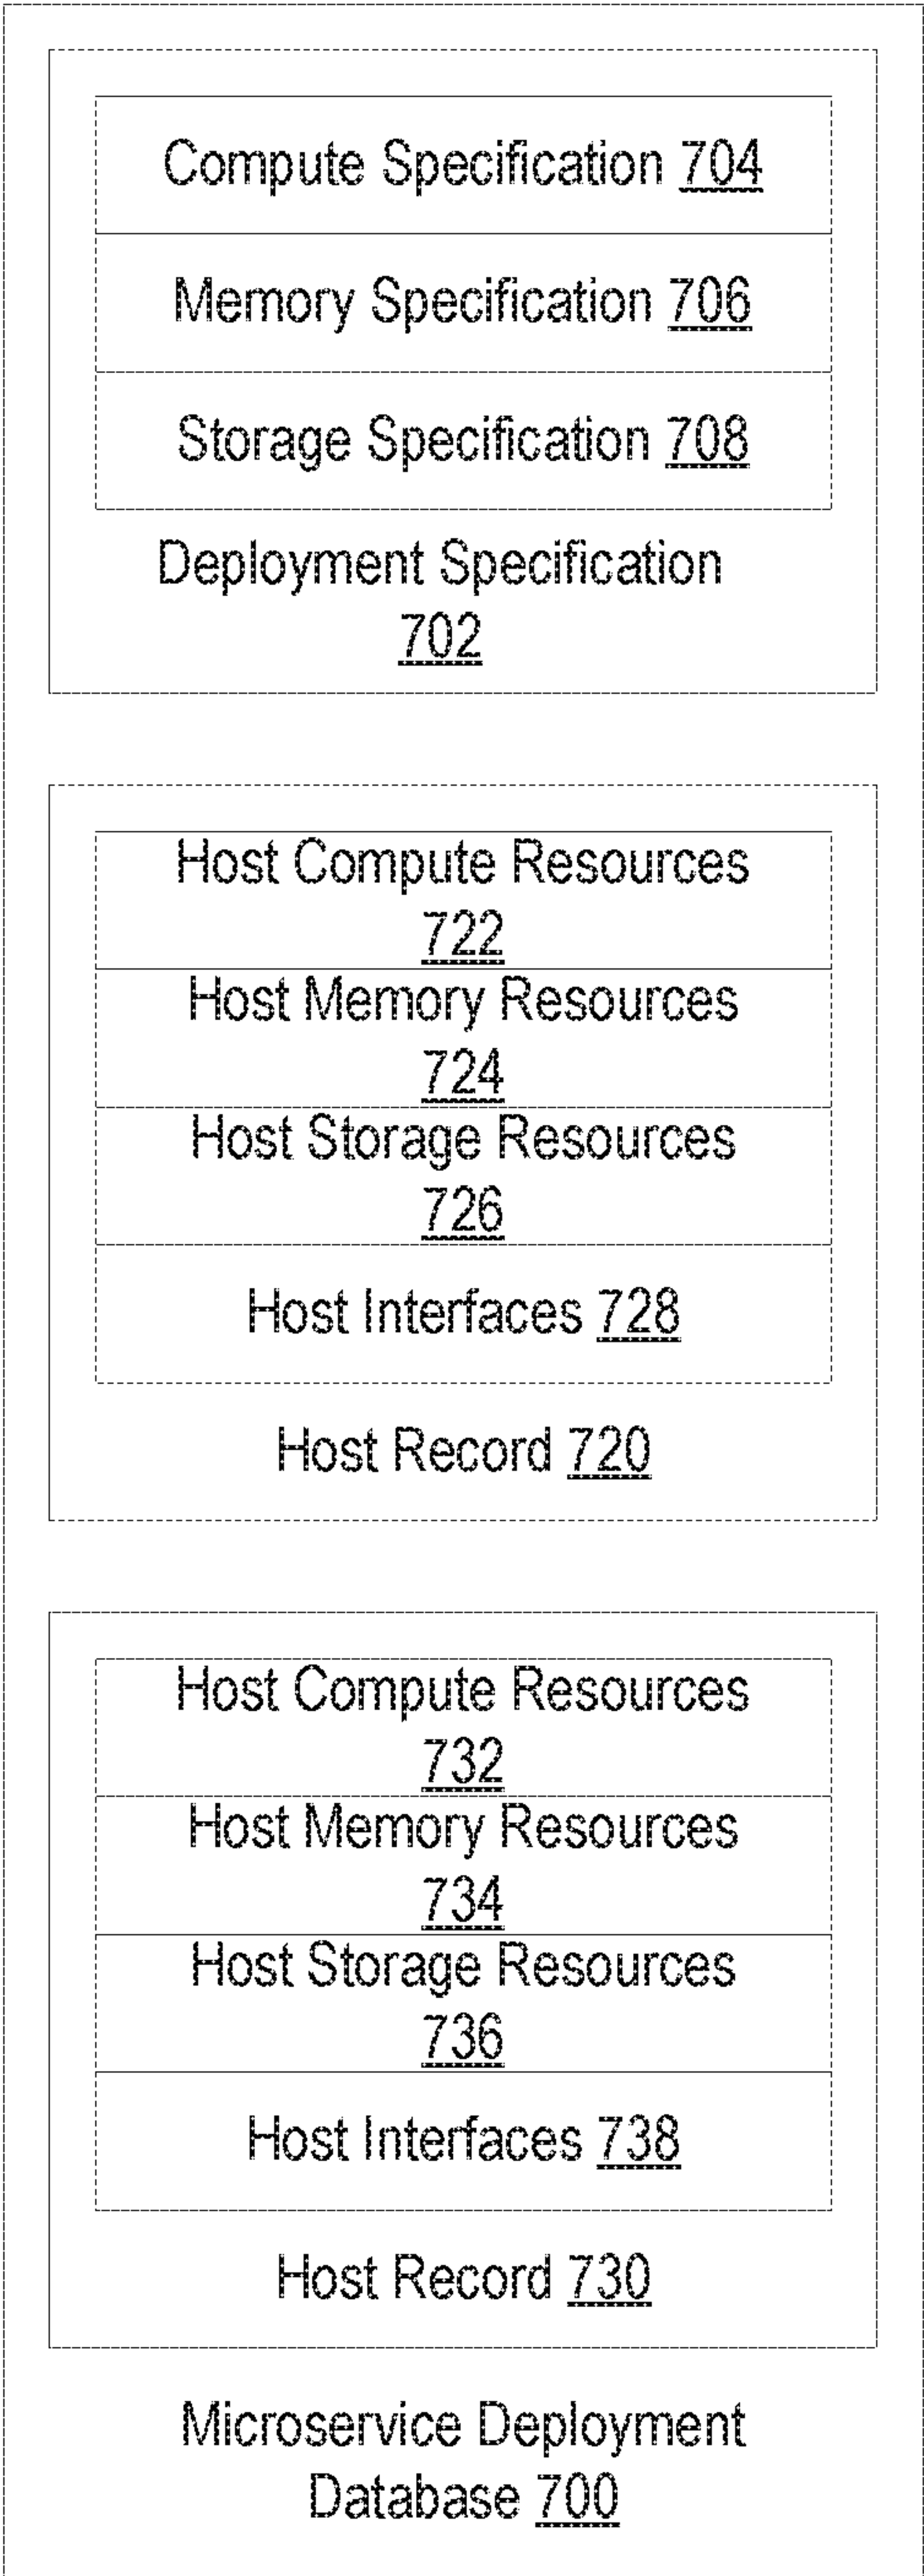 Compute Specification 704
Memory Specification 706
Storage Specification 708
Deployment Specification
702
Host Compute Resources
722
Host Memory Resources
724
Host Storage Resources
726
Host Interfaces 728
Host Record 720
Host Compute Resources
732
Host Memory Resources
734
Host Storage Resources
736
Host Interfaces 738
Host Record 730
Microservice Deployment
Database 700